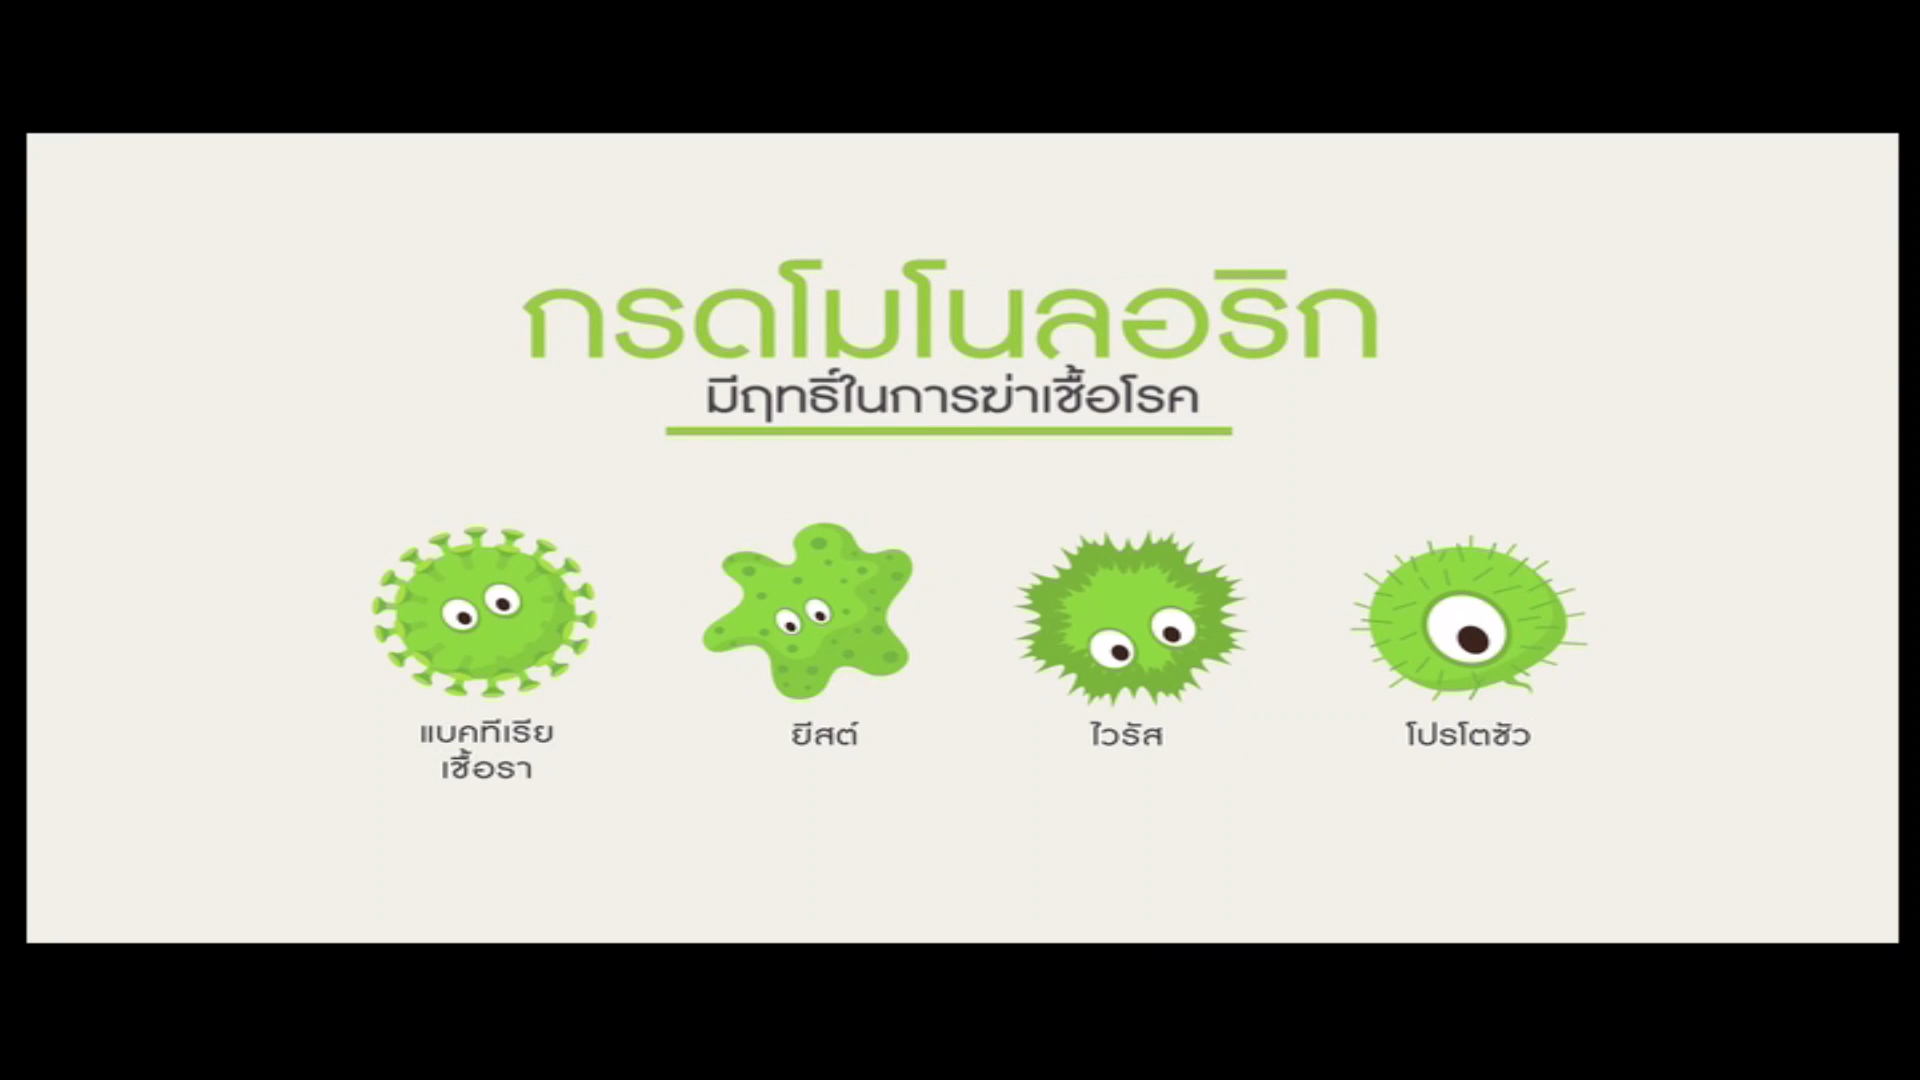 กรดโมโนลอริก
มีฤทธิ์ในการฆ่าเชื้อโรค
แบคทีเรีย
เชื้อรา
ยีสต์
ไวรัส
โปรโตซัว